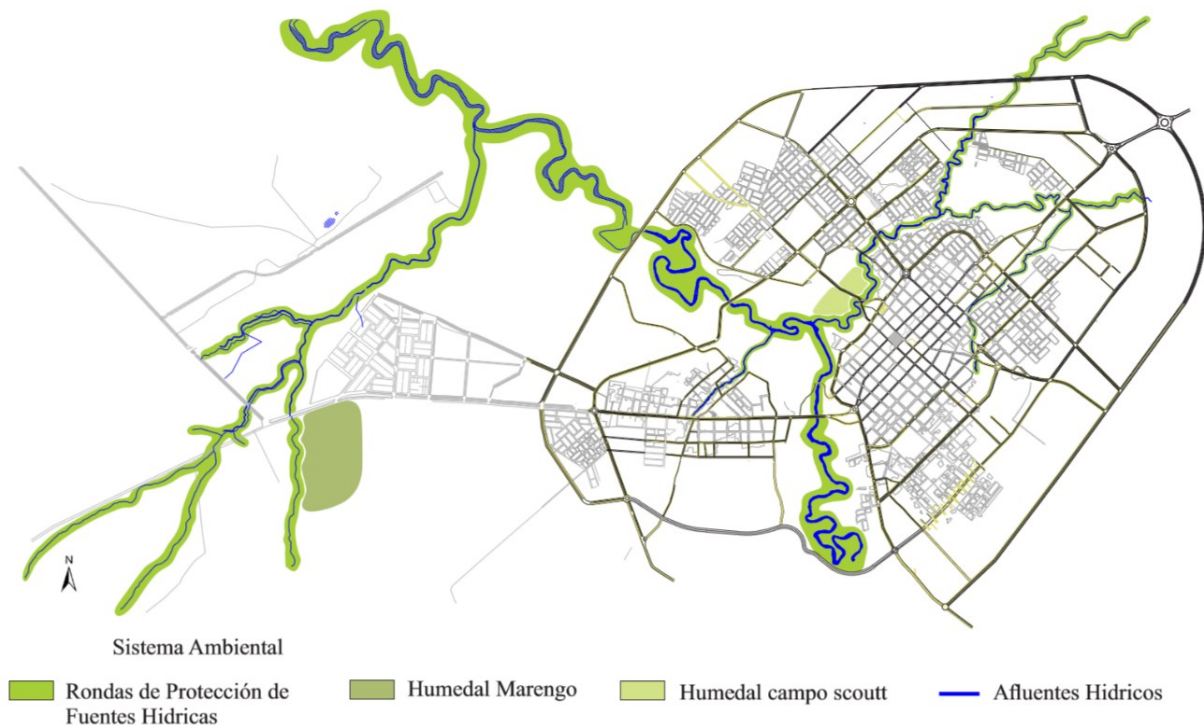 N
Sistema Ambiental
Rondas de Protección de
Fuentes Hidricas
Humedal Marengo
Humedal campo scoutt
Afluentes Hidricos